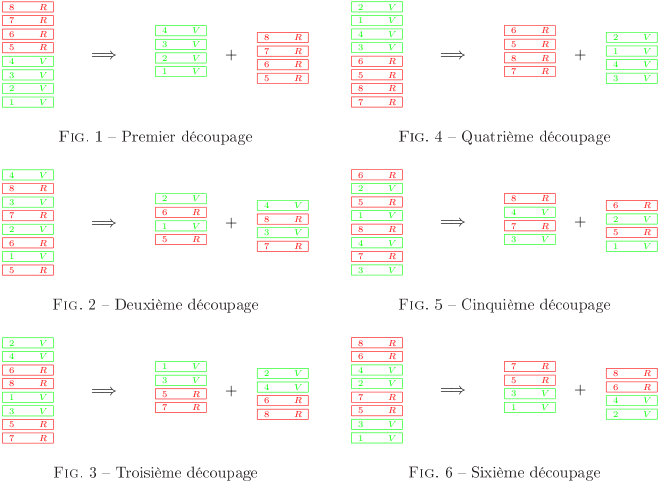 8 R
7 R
6 R
5 R
4 V
3 V
2 V
1 V
⟹
4 V
3 V
2 V
1 V
+
8 R
7 R
6 R
5 R
FIG. 1 – Premier découpage
4 V
8 R
3 V
7 R
2 V
6 R
1 V
5 R
⟹
2 V
6 R
1 V
5 R
+
4 V
8 R
3 V
7 R
FIG. 2 – Deuxième découpage
2 V
4 V
6 R
8 R
1 V
3 V
5 R
7 R
⟹
1 V
3 V
5 R
7 R
+
2 V
4 V
6 R
8 R
FIG. 3 – Troisième découpage
2 V
1 V
4 V
3 V
6 R
5 R
8 R
7 R
⟹
6 R
5 R
8 R
7 R
+
2 V
1 V
4 V
3 V
FIG. 4 – Quatrième découpage
6 R
2 V
5 R
1 V
8 R
4 V
7 R
3 V
⟹
8 R
4 V
7 R
3 V
+
6 R
2 V
5 R
1 V
FIG. 5 – Cinquième découpage
8 R
6 R
4 V
2 V
7 R
5 R
3 V
1 V
⟹
7 R
5 R
3 V
1 V
+
8 R
6 R
4 V
2 V
FIG. 6 – Sixième découpage